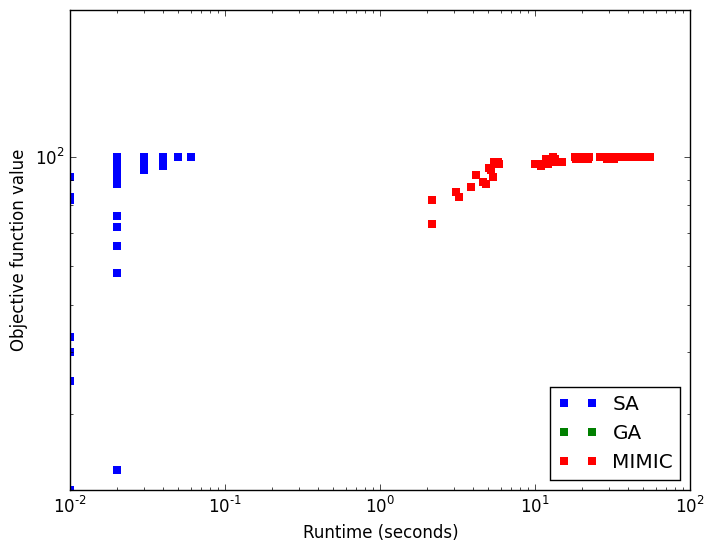 10^2
Objective function value
SA
GA
MIMIC
10^-2
10^-1
10^0
10^1
10^2
Runtime (seconds)